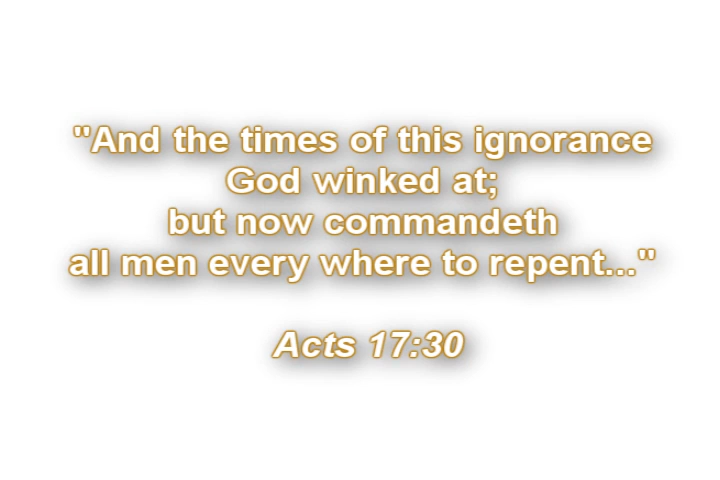 "And the times of this ignorance
God winked at;
but now commandeth
all men every where to repent..."
Acts 17:30